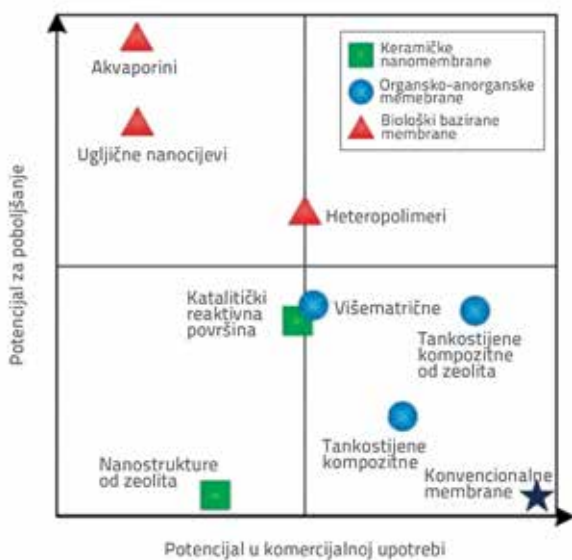 Akvaporini
Ugljične nanocijevi
Keramičke
nanomembrane
Organsko-anorganske
memebrane
Biološki bazirane
membrane
Heteropolimeri
Katalitički
reaktivna
površina
Višematrične
Tankostijene
kompozitne
od zeolita
Tankostijene
kompozitne
Nanostrukture
od zeolita
Konvencionalne
membrane
Potencijal za poboljšanje
Potencijal u komercijalnoj upotrebi